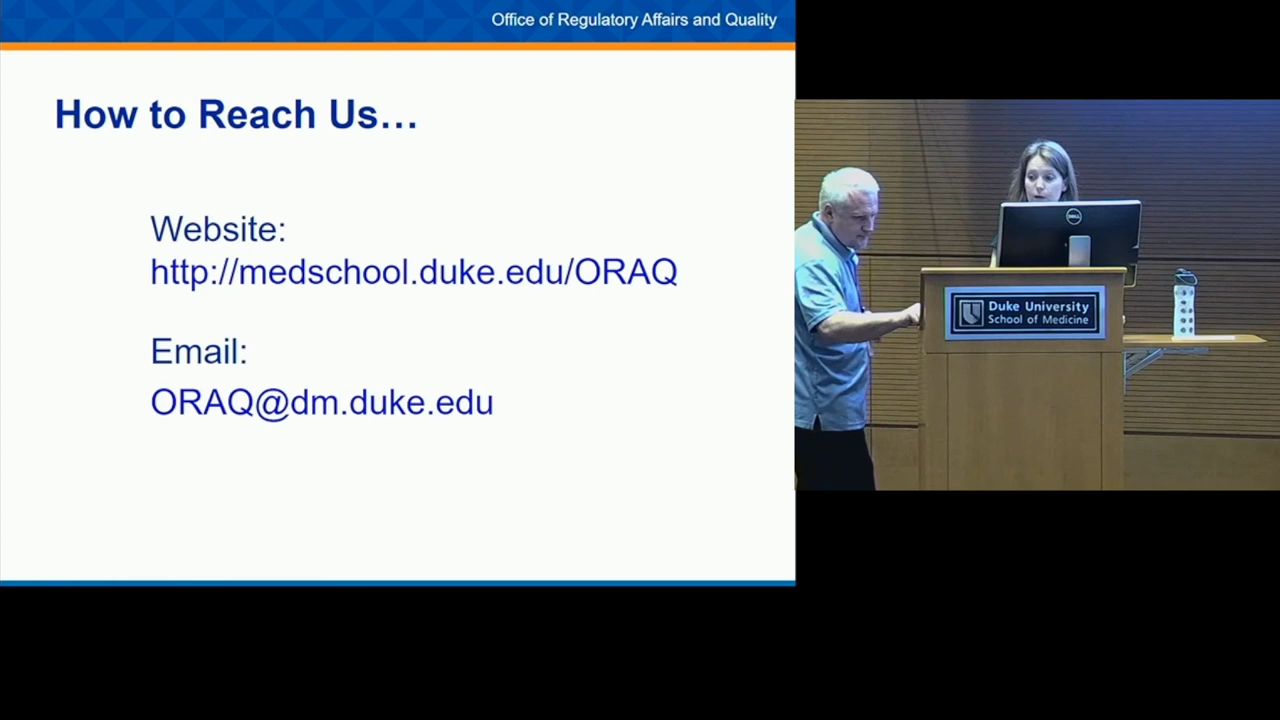 Office of Regulatory Affairs and Quality
How to Reach Us...
Website:
http://medschool.duke.edu/ORAQ
Email:
ORAQ@dm.duke.edu
DELL
Duke University
School of Medicine